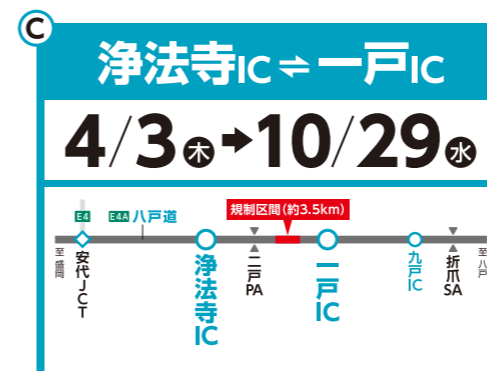 C
浄法寺IC ⇌ 一戸IC
4/3木➡10/29水
規制区間(約3.5km)
E4 E4A 八戸道
至盛岡
安代JCT
浄法寺IC
二戸PA
一戸IC
九戸IC
折爪SA
至八戸